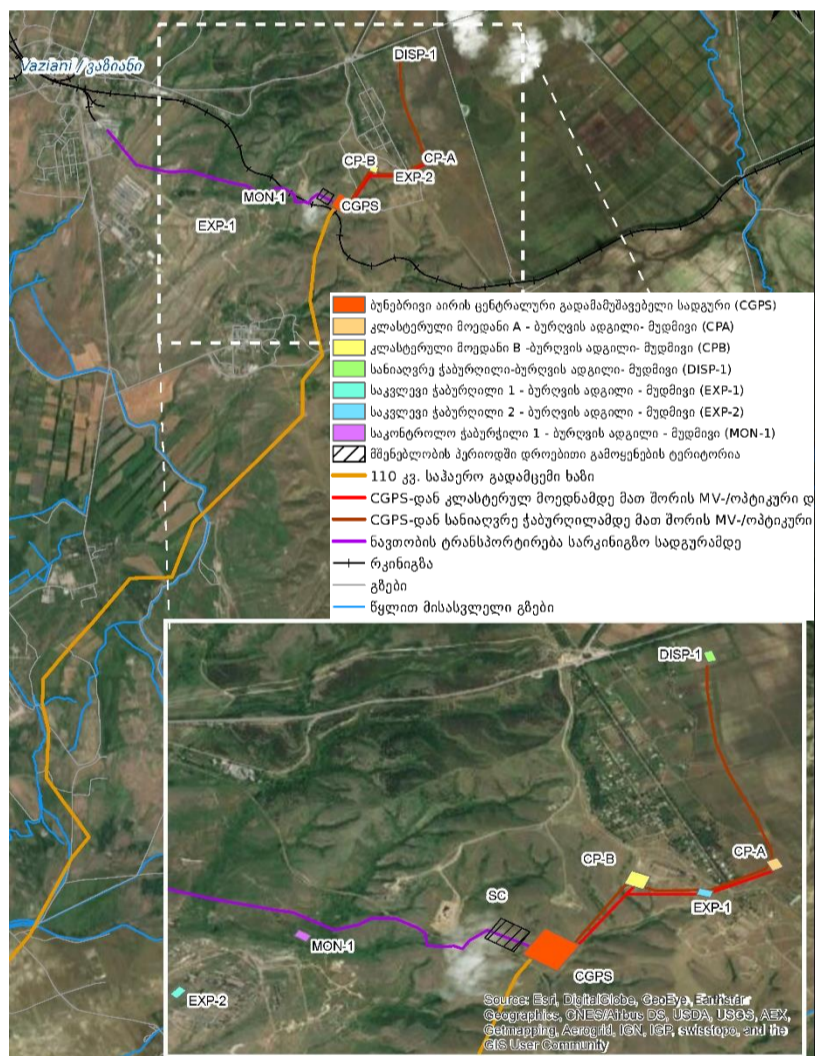 DISP-1
Vaziani / ვაზიანი
CP-B
CP-A
EXP-2
MON-1
CGPS
EXP-1
ბუნებრივი აირის ცენტრალური გადამამუშავებელი სადგური (CGPS)
კლასტერული მოედანი A - ბურღვის ადგილი- მუდმივი (CPA)
კლასტერული მოედანი B -ბურღვის ადგილი- მუდმივი (CPB)
სანიაღვრე ჭაბურღილი-ბურღვის ადგილი- მუდმივი (DISP-1)
საკვლევი ჭაბურღილი 1 - ბურღვის ადგილი - მუდმივი (EXP-1)
საკვლევი ჭაბურღილი 2 - ბურღვის ადგილი - მუდმივი (EXP-2)
საკონტროლო ჭაბურჭილი 1 - ბურღვის ადგილი - მუდმივი (MON-1)
მშენებლობის პერიოდში დროებითი გამოყენების ტერიტორია
110 კვ. საჰაერო გადამცემი ხაზი
CGPS-დან კლასტერულ მოედნამდე მათ შორის MV-/ოპტიკური დ
CGPS-დან სანიაღვრე ჭაბურღილამდე მათ შორის MV-/ოპტიკური
ნავთობის ტრანსპორტირება სარკინიგზო სადგურამდე
რკინიგზა
გზები
წყლით მისასვლელი გზები
DISP-1
CP-B
CP-A
SC
EXP-1
MON-1
CGPS
EXP-2
Source: Esri, DigitalGlobe, GeoEye, Earthstar
Geographics, CNES/Airbus DS, USDA, USGS, AEX,
Getmapping, Aerogrid, IGN, IGP, swisstopo, and the
GIS User Community